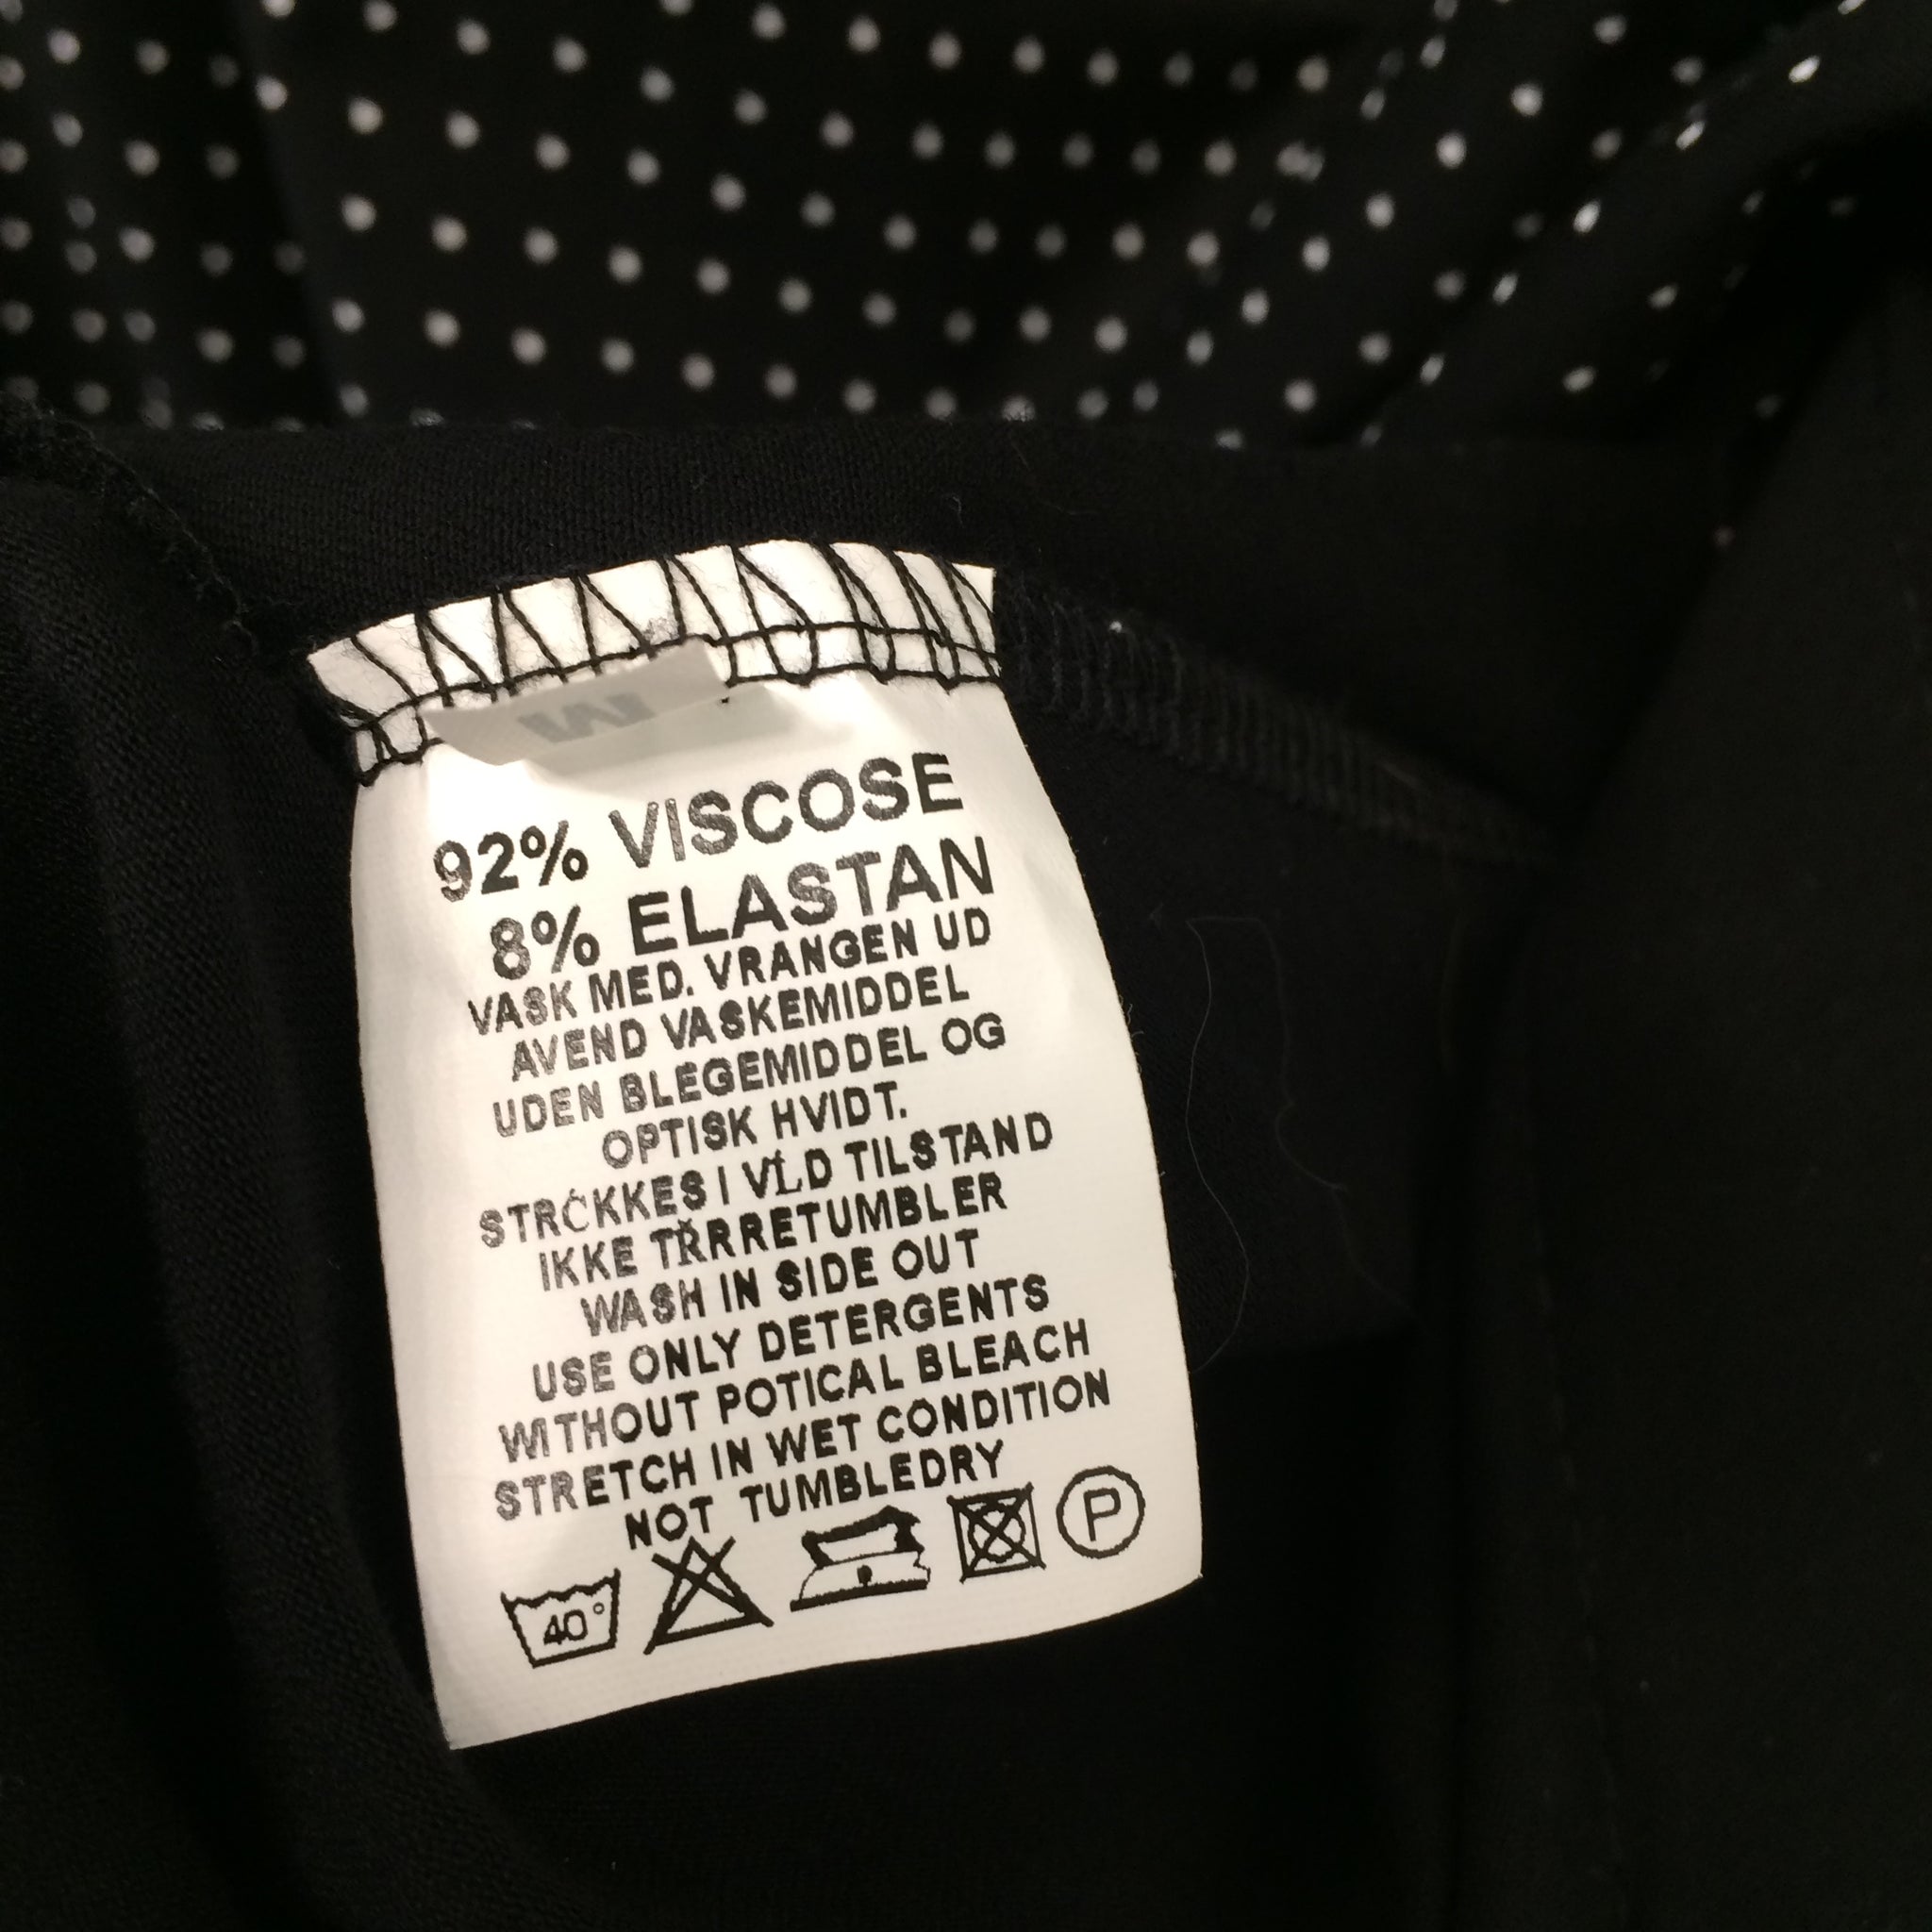 M
92% VISCOSE
8% ELASTAN
VASK MED. VRANGEN UD
AVEND VASKEMIDDEL
UDEN BLEGEMIDDEL OG
OPTISK HVIDT.
STRĊKKES I VĹD TILSTAND
IKKE TŘRRETUMBLER
WASH IN SIDE OUT
USE ONLY DETERGENTS
WITHOUT POTICAL BLEACH
STRETCH IN WET CONDITION
NOT TUMBLEDRY
40° P